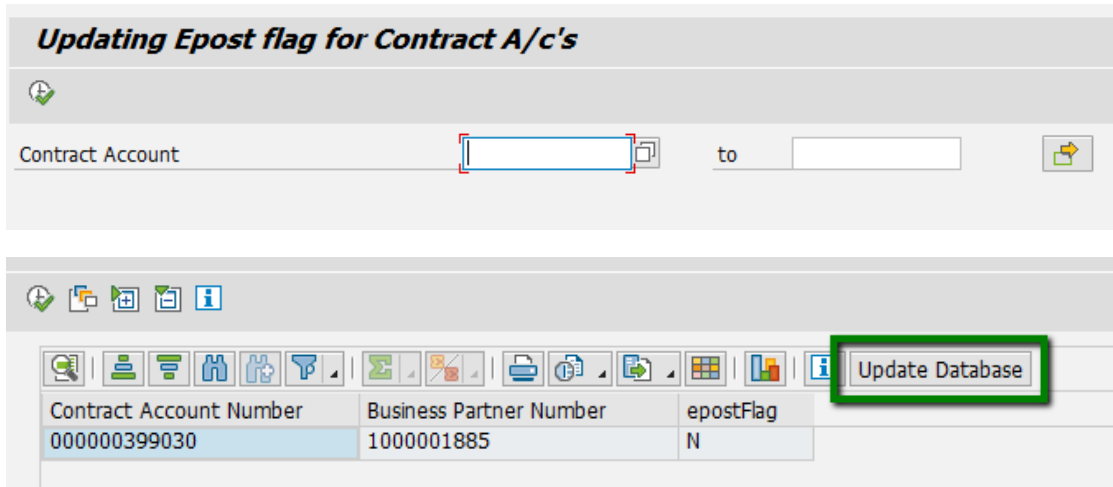 Updating Epost flag for Contract A/c's
Contract Account to
Update Database
Contract Account Number Business Partner Number epostFlag
000000399030 1000001885 N